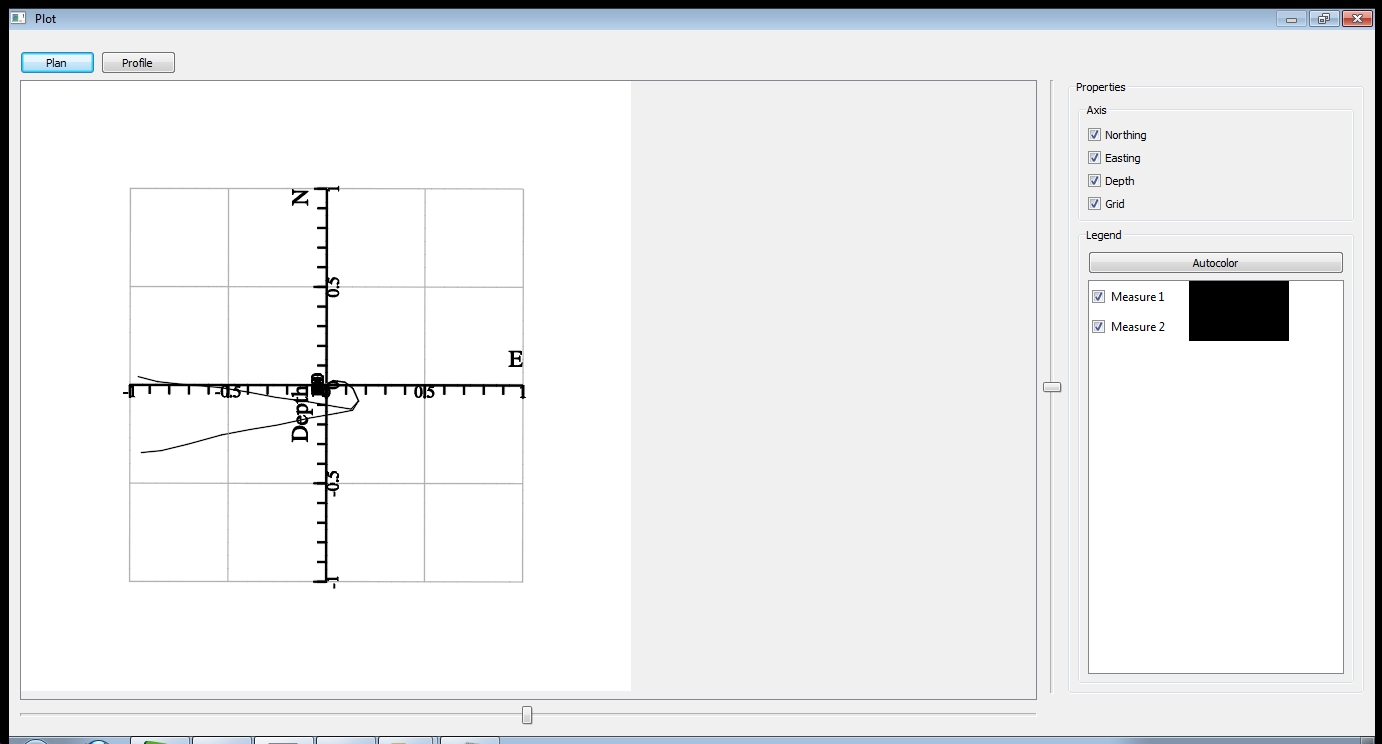 Plot
Plan
Profile
Properties
Axis
Northing
Easting
Depth
Grid
Legend
Autocolor
Measure 1
Measure 2
N
1
0.5
E
-1
-0.5
0
0.5
1
Depth
-0.5
-1